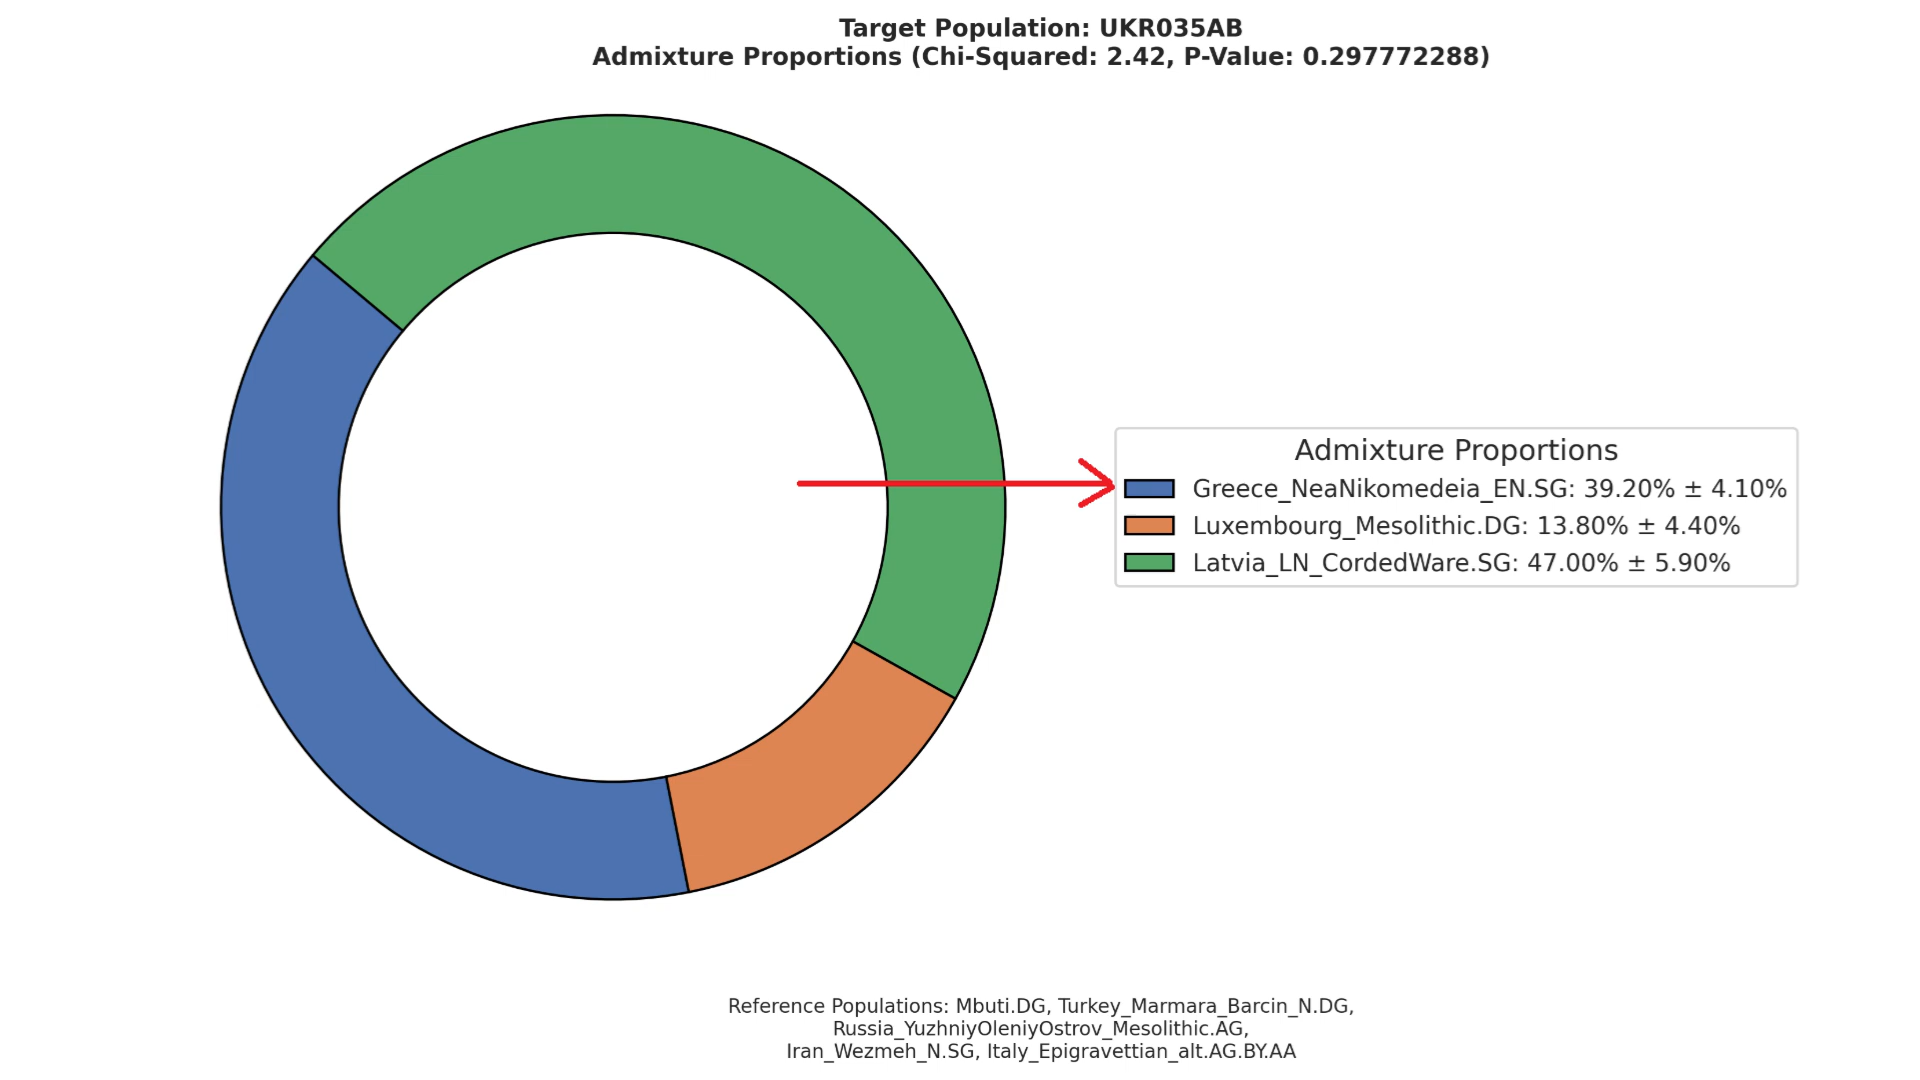 Target Population: UKR035AB
Admixture Proportions (Chi-Squared: 2.42, P-Value: 0.297772288)
Admixture Proportions
Greece_NeaNikomedeia_EN.SG: 39.20% ± 4.10%
Luxembourg_Mesolithic.DG: 13.80% ± 4.40%
Latvia_LN_CordedWare.SG: 47.00% ± 5.90%
Reference Populations: Mbuti.DG, Turkey_Marmara_Barcin_N.DG,
Russia_YuzhniyOleniyOstrov_Mesolithic.AG,
Iran_Wezmeh_N.SG, Italy_Epigravettian_alt.AG.BY.AA